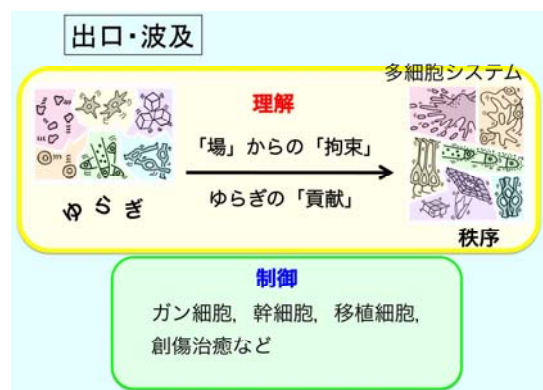 出口・波及
多細胞システム
理解
「場」からの「拘束」
ゆらぎの「貢献」
ゆらぎ
秩序
制御
ガン細胞，幹細胞，移植細胞，
創傷治癒など